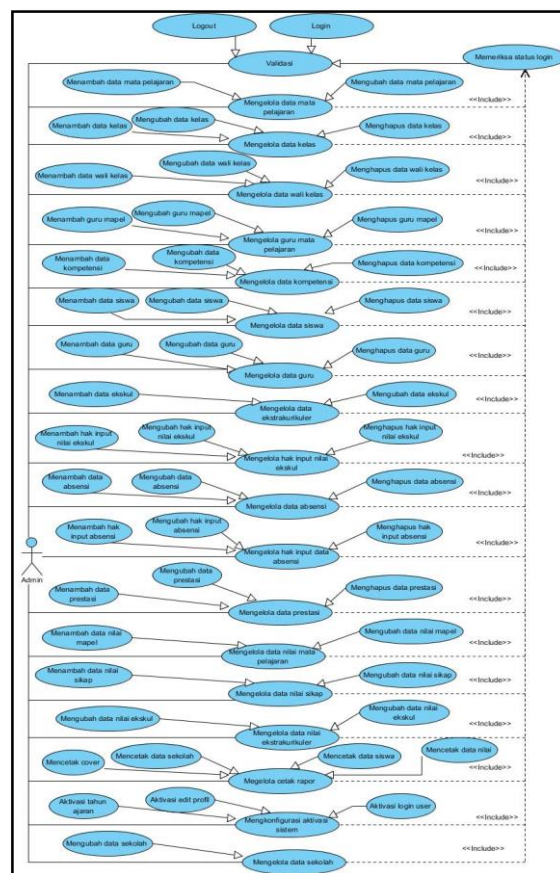 Logout
Login
Validasi
Memeriksa status login
Menambah data mata pelajaran
Mengubah data mata pelajaran
Mengelola data mata
pelajaran
<<Include>>
Menambah data kelas
Mengubah data kelas
Menghapus data kelas
Mengelola data kelas
<<Include>>
Menambah data wali kelas
Mengubah data wali kelas
Menghapus data wali kelas
Mengelola data wali kelas
<<Include>>
Menambah guru mapel
Mengubah guru mapel
Menghapus guru mapel
Mengelola guru mata
pelajaran
<<Include>>
Menambah data
kompetensi
Mengubah data
kompetensi
Menghapus data kompetensi
Mengelola data kompetensi
<<Include>>
Menambah data siswa
Mengubah data siswa
Menghapus data siswa
Mengelola data siswa
<<Include>>
Menambah data guru
Mengubah data guru
Menghapus data guru
Mengelola data guru
<<Include>>
Menambah data ekskul
Mengubah data ekskul
Mengelola data
ekstrakurikuler
<<Include>>
Menambah hak input
nilai ekskul
Mengubah hak input
nilai ekskul
Menghapus hak input
nilai ekskul
Mengelola hak input nilai
ekskul
<<Include>>
Menambah data
absensi
Mengubah data
absensi
Menghapus data absensi
Mengelola data absensi
<<Include>>
Menambah hak
input absensi
Mengubah hak input
absensi
Menghapus hak
input absensi
Mengelola hak input data
absensi
<<Include>>
Admin
Menambah data
prestasi
Mengubah data
prestasi
Menghapus data prestasi
Mengelola data prestasi
<<Include>>
Menambah data nilai
mapel
Mengubah data nilai mapel
Mengelola data nilai mata
pelajaran
<<Include>>
Menambah data nilai
sikap
Mengubah data nilai sikap
Mengelola data nilai sikap
<<Include>>
Mengubah data nilai ekskul
Mengubah data nilai
ekskul
Mengelola data nilai
ekstrakurikuler
<<Include>>
Mencetak cover
Mencetak data sekolah
Mencetak data siswa
Mencetak data nilai
Megelola cetak rapor
<<Include>>
Aktivasi tahun
ajaran
Aktivasi edit profil
Aktivasi login user
Mengkonfigurasi aktivasi
sistem
<<Include>>
Mengubah data
sekolah
Mengelola data sekolah
<<Include>>